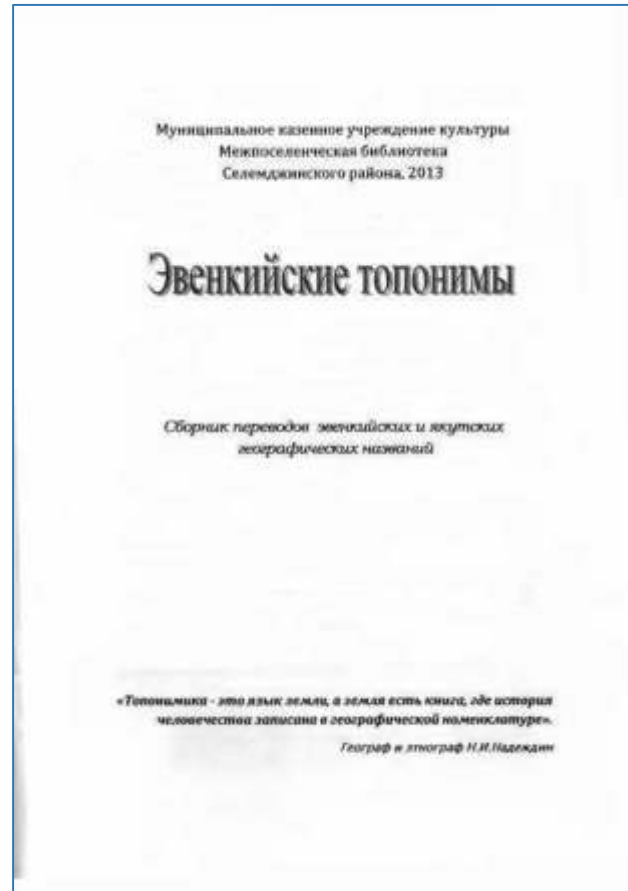 Муниципальное казенное учреждение культуры
Межпоселенческая библиотека
Селемджинского района, 2013
Эвенкийские топонимы
Сборник переводов эвенкийских и якутских
географических названий
«Топонимика - это язык земли, а земля есть книга, где история
человечества записана в географической номенклатуре».
Географ и этнограф Н.И.Надеждин